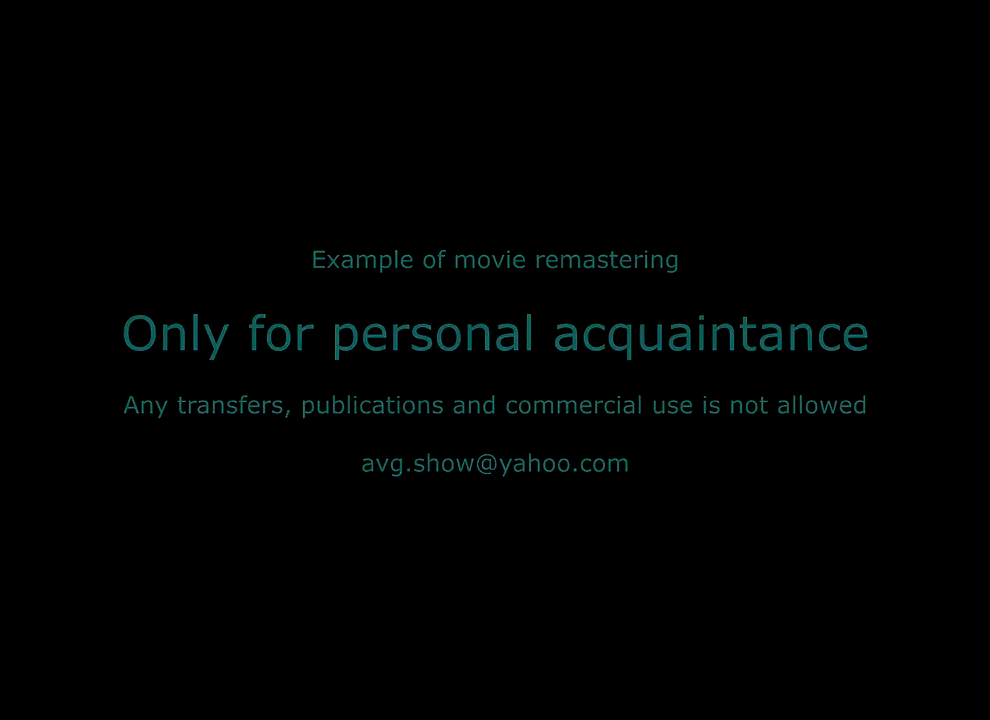 Example of movie remastering
Only for personal acquaintance
Any transfers, publications and commercial use is not allowed
avg.show@yahoo.com